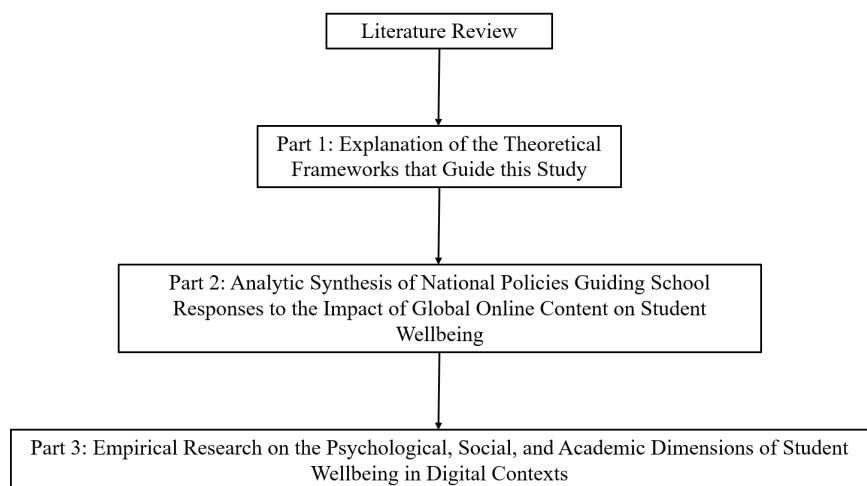 Literature Review
Part 1: Explanation of the Theoretical
Frameworks that Guide this Study
Part 2: Analytic Synthesis of National Policies Guiding School
Responses to the Impact of Global Online Content on Student
Wellbeing
Part 3: Empirical Research on the Psychological, Social, and Academic Dimensions of Student
Wellbeing in Digital Contexts